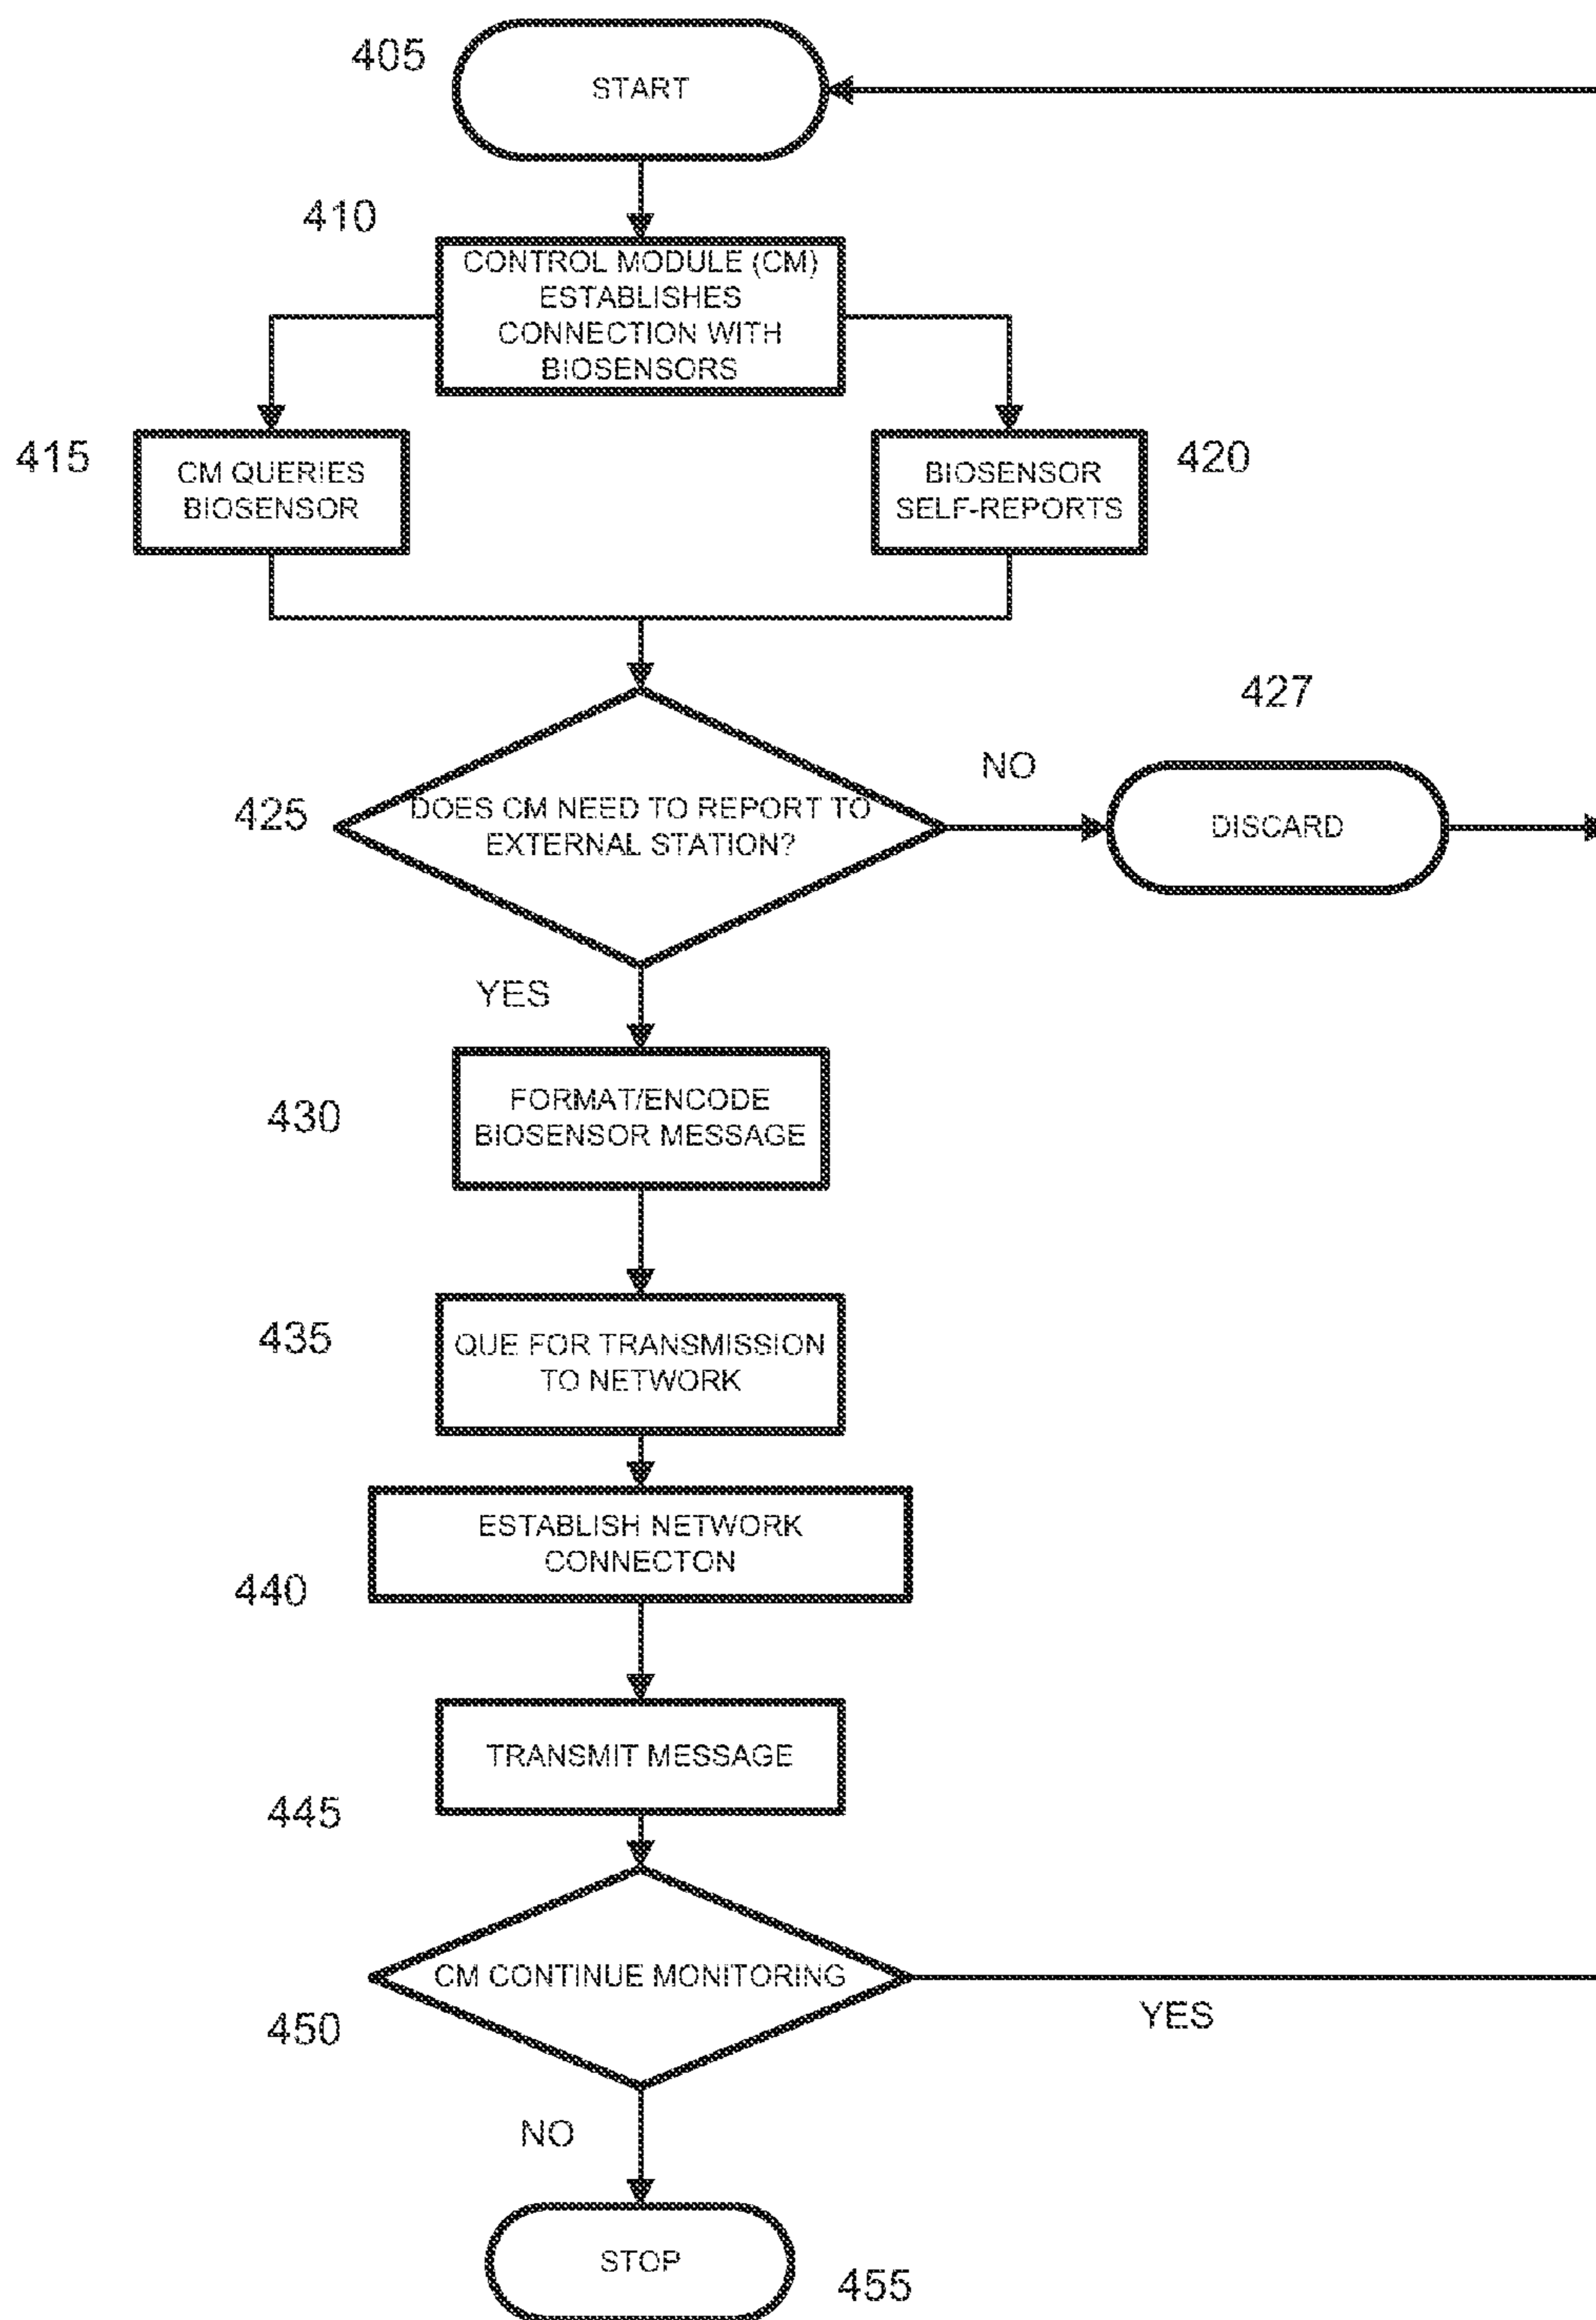 405
START
410
CONTROL MODULE (CM)
ESTABLISHES
CONNECTION WITH
BIOSENSORS
415
CM QUERIES
BIOSENSOR
BIOSENSOR
SELF-REPORTS
420
427
NO
425
DOES CM NEED TO REPORT TO
EXTERNAL STATION?
DISCARD
YES
430
FORMAT/ENCODE
BIOSENSOR MESSAGE
435
QUE FOR TRANSMISSION
TO NETWORK
ESTABLISH NETWORK
CONNECTON
440
TRANSMIT MESSAGE
445
CM CONTINUE MONITORING
450
YES
NO
STOP
455